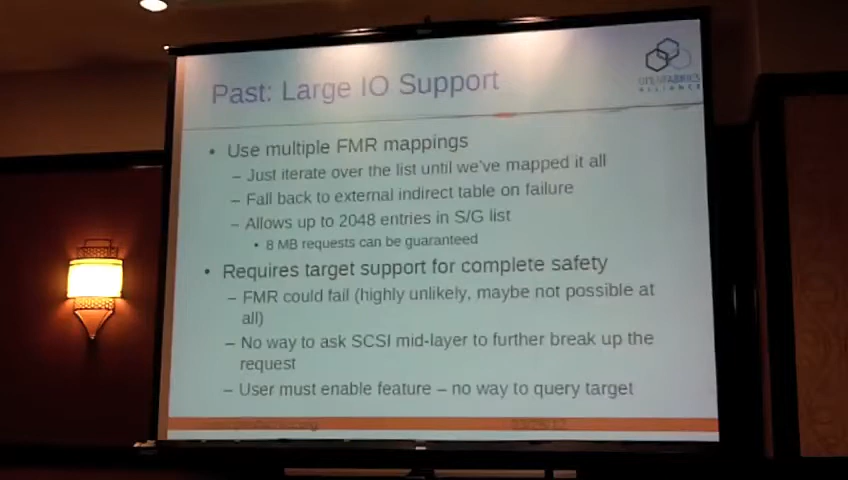 Past: Large IO Support
OPENFABRICS
ALLIANCE
• Use multiple FMR mappings
– Just iterate over the list until we've mapped it all
– Fall back to external indirect table on failure
– Allows up to 2048 entries in S/G list
• 8 MB requests can be guaranteed
• Requires target support for complete safety
– FMR could fail (highly unlikely, maybe not possible at
all)
– No way to ask SCSI mid-layer to further break up the
request
– User must enable feature – no way to query target